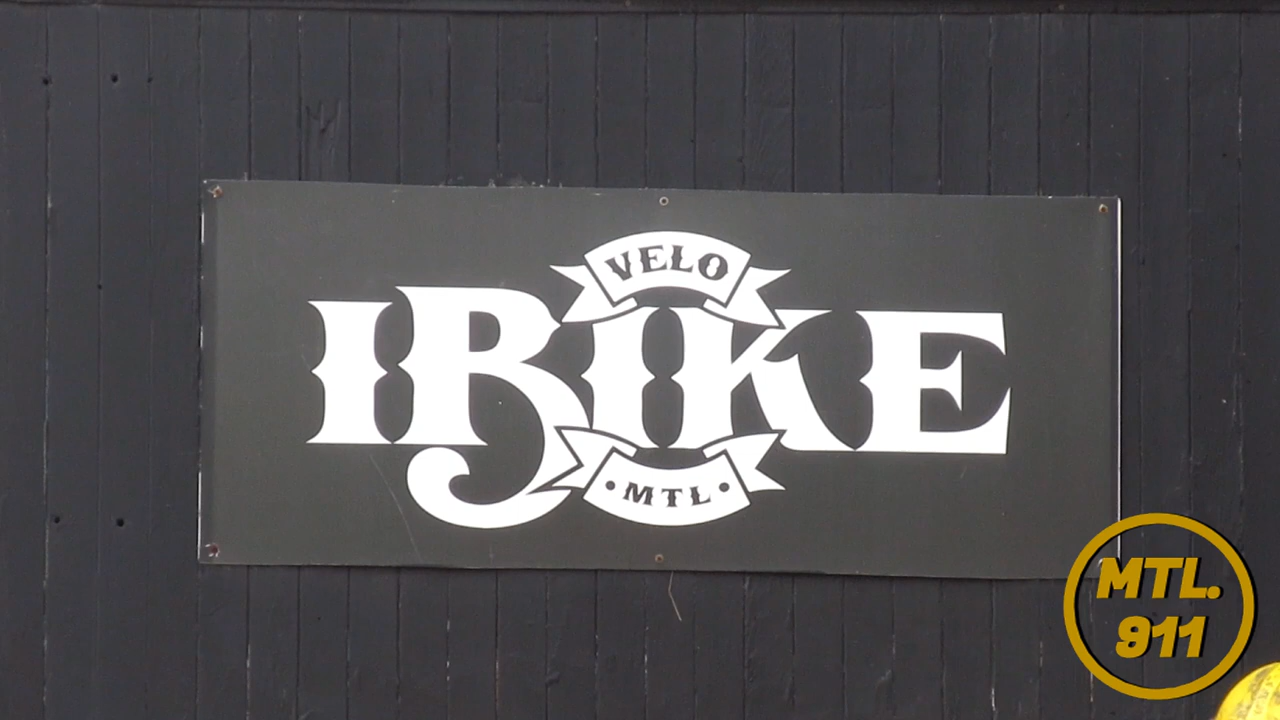 VELO
IBIKE
• MTL •
MTL.
911